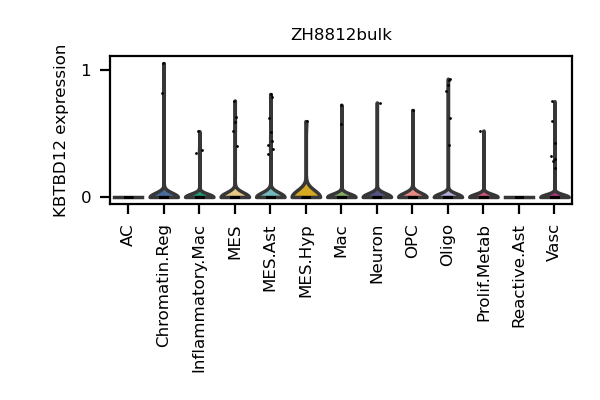 ZH8812bulk
KBTBD12 expression
1
0
AC
Chromatin.Reg
Inflammatory.Mac
MES
MES.Ast
MES.Hyp
Mac
Neuron
OPC
Oligo
Prolif.Metab
Reactive.Ast
Vasc